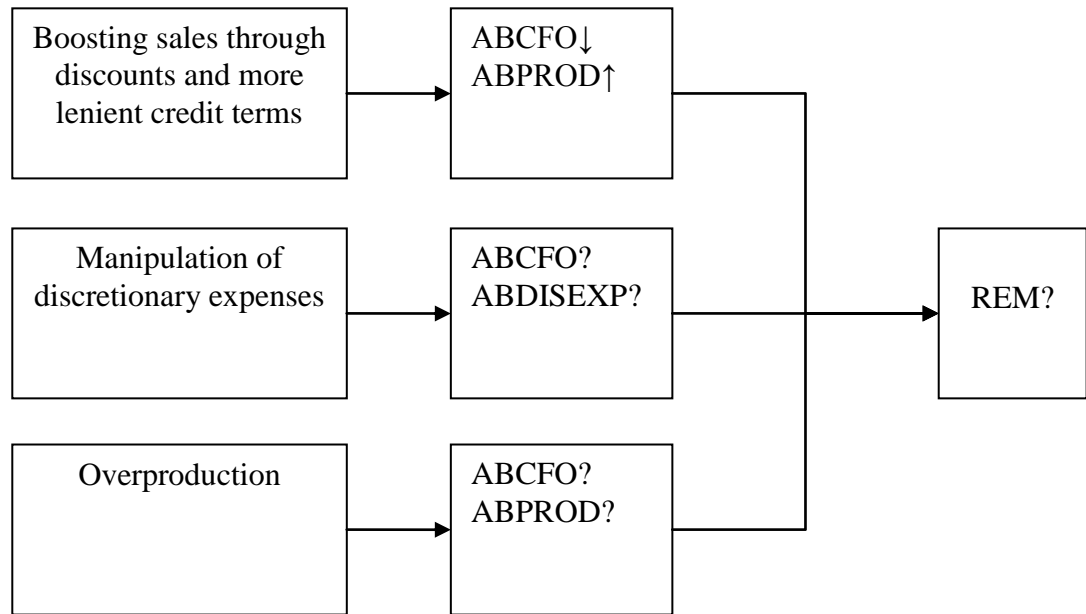 Boosting sales through
discounts and more
lenient credit terms
ABCFO↓
ABPROD↑
Manipulation of
discretionary expenses
ABCFO?
ABDISEXP?
REM?
Overproduction
ABCFO?
ABPROD?